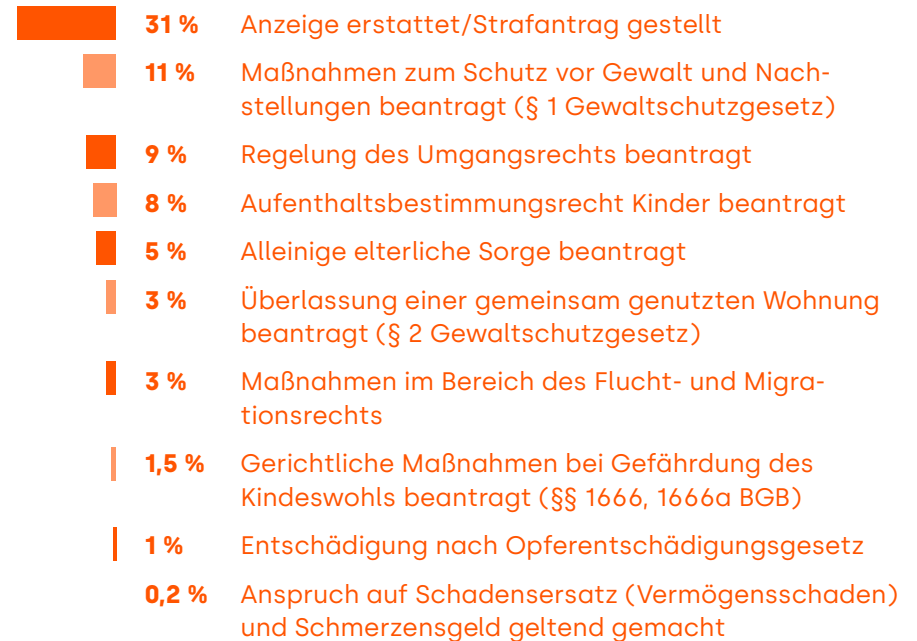 31 % Anzeige erstattet/Strafantrag gestellt
11 % Maßnahmen zum Schutz vor Gewalt und Nach-
stellungen beantragt (§ 1 Gewaltschutzgesetz)
9 % Regelung des Umgangsrechts beantragt
8 % Aufenthaltsbestimmungsrecht Kinder beantragt
5 % Alleinige elterliche Sorge beantragt
3 % Überlassung einer gemeinsam genutzten Wohnung
beantragt (§ 2 Gewaltschutzgesetz)
3 % Maßnahmen im Bereich des Flucht- und Migra-
tionsrechts
1,5 % Gerichtliche Maßnahmen bei Gefährdung des
Kindeswohls beantragt (§§ 1666, 1666a BGB)
1 % Entschädigung nach Opferentschädigungsgesetz
0,2 % Anspruch auf Schadensersatz (Vermögensschaden)
und Schmerzensgeld geltend gemacht